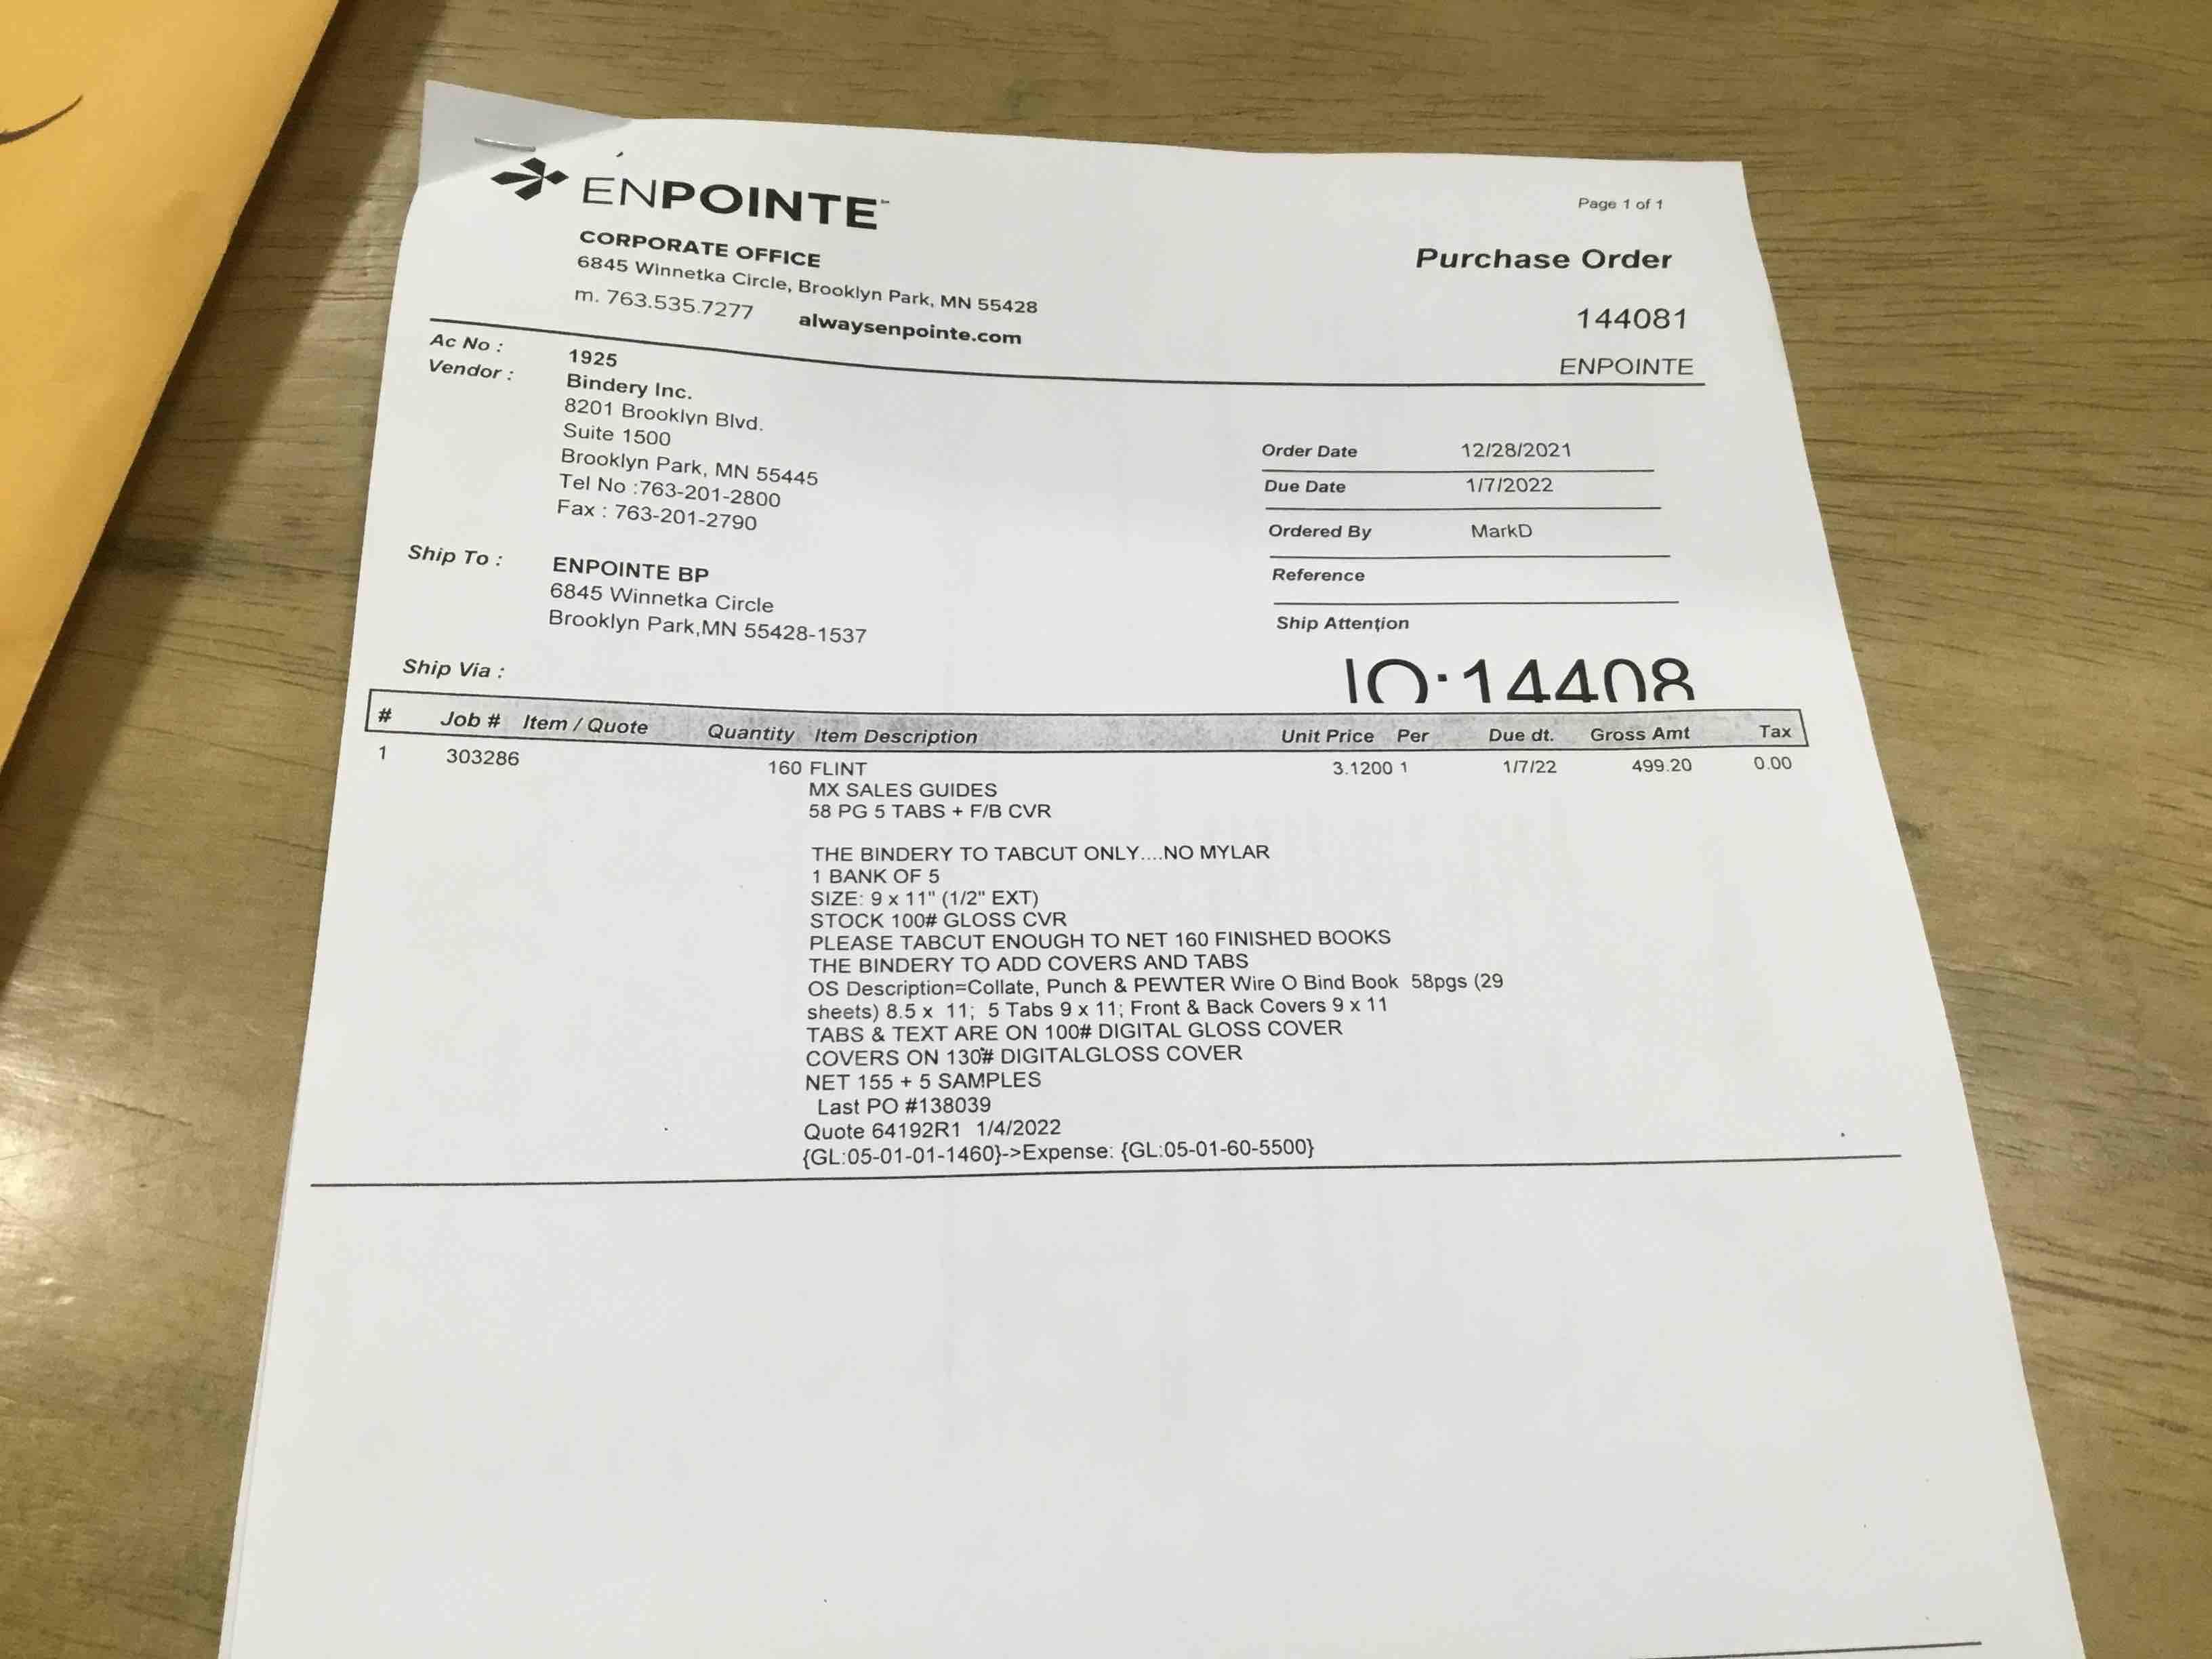 ENPOINTE
Page 1 of 1
CORPORATE OFFICE
6845 Winnetka Circle, Brooklyn Park, MN 55428
m. 763.535.7277 alwaysenpointe.com
Purchase Order
144081
ENPOINTE
Ac No : 1925
Vendor : Bindery Inc.
8201 Brooklyn Blvd.
Suite 1500
Brooklyn Park, MN 55445
Tel No :763-201-2800
Fax : 763-201-2790
Order Date 12/28/2021
Due Date 1/7/2022
Ordered By MarkD
Reference
Ship Attention
Ship To : ENPOINTE BP
6845 Winnetka Circle
Brooklyn Park,MN 55428-1537
Ship Via :
# Job # Item / Quote Quantity Item Description Unit Price Per Due dt. Gross Amt Tax
1 303286 160 FLINT 3.1200 1 1/7/22 499.20 0.00
MX SALES GUIDES
58 PG 5 TABS + F/B CVR
THE BINDERY TO TABCUT ONLY....NO MYLAR
1 BANK OF 5
SIZE: 9 x 11" (1/2" EXT)
STOCK 100# GLOSS CVR
PLEASE TABCUT ENOUGH TO NET 160 FINISHED BOOKS
THE BINDERY TO ADD COVERS AND TABS
OS Description=Collate, Punch & PEWTER Wire O Bind Book 58pgs (29
sheets) 8.5 x 11; 5 Tabs 9 x 11; Front & Back Covers 9 x 11
TABS & TEXT ARE ON 100# DIGITAL GLOSS COVER
COVERS ON 130# DIGITALGLOSS COVER
NET 155 + 5 SAMPLES
Last PO #138039
Quote 64192R1 1/4/2022
{GL:05-01-01-1460}->Expense: {GL:05-01-60-5500}